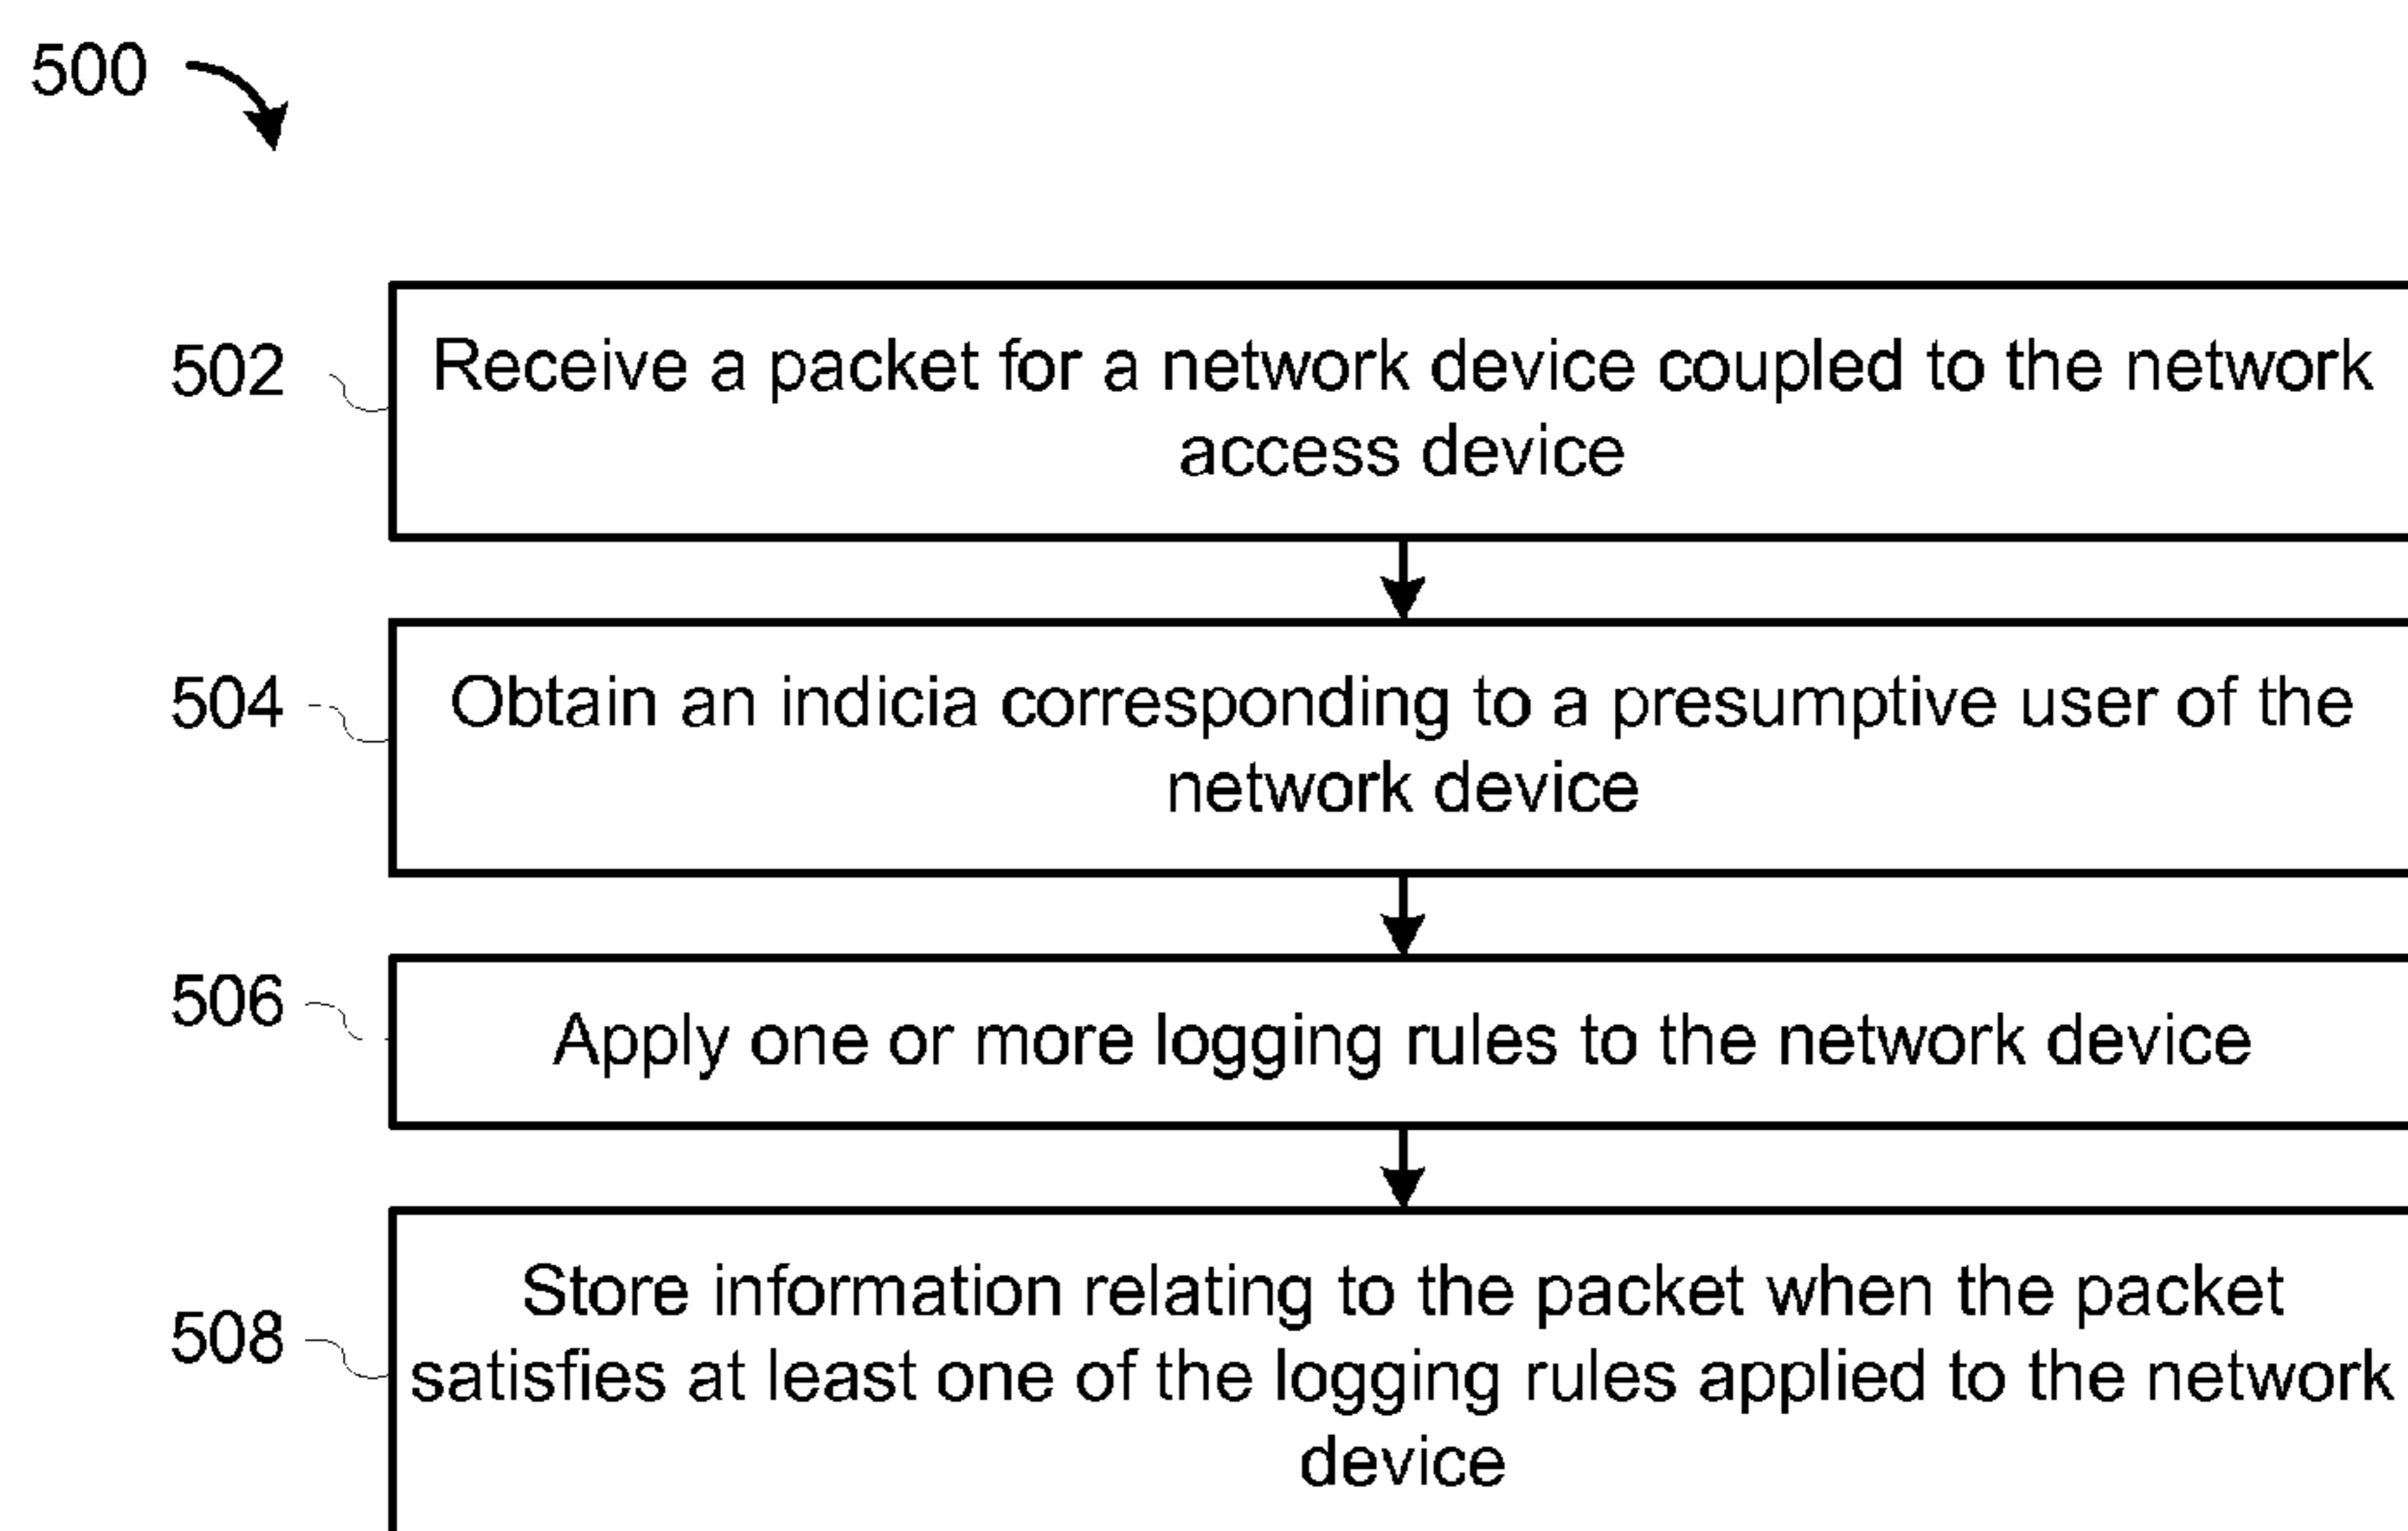 500
502
Receive a packet for a network device coupled to the network
access device
504
Obtain an indicia corresponding to a presumptive user of the
network device
506
Apply one or more logging rules to the network device
508
Store information relating to the packet when the packet
satisfies at least one of the logging rules applied to the network
device